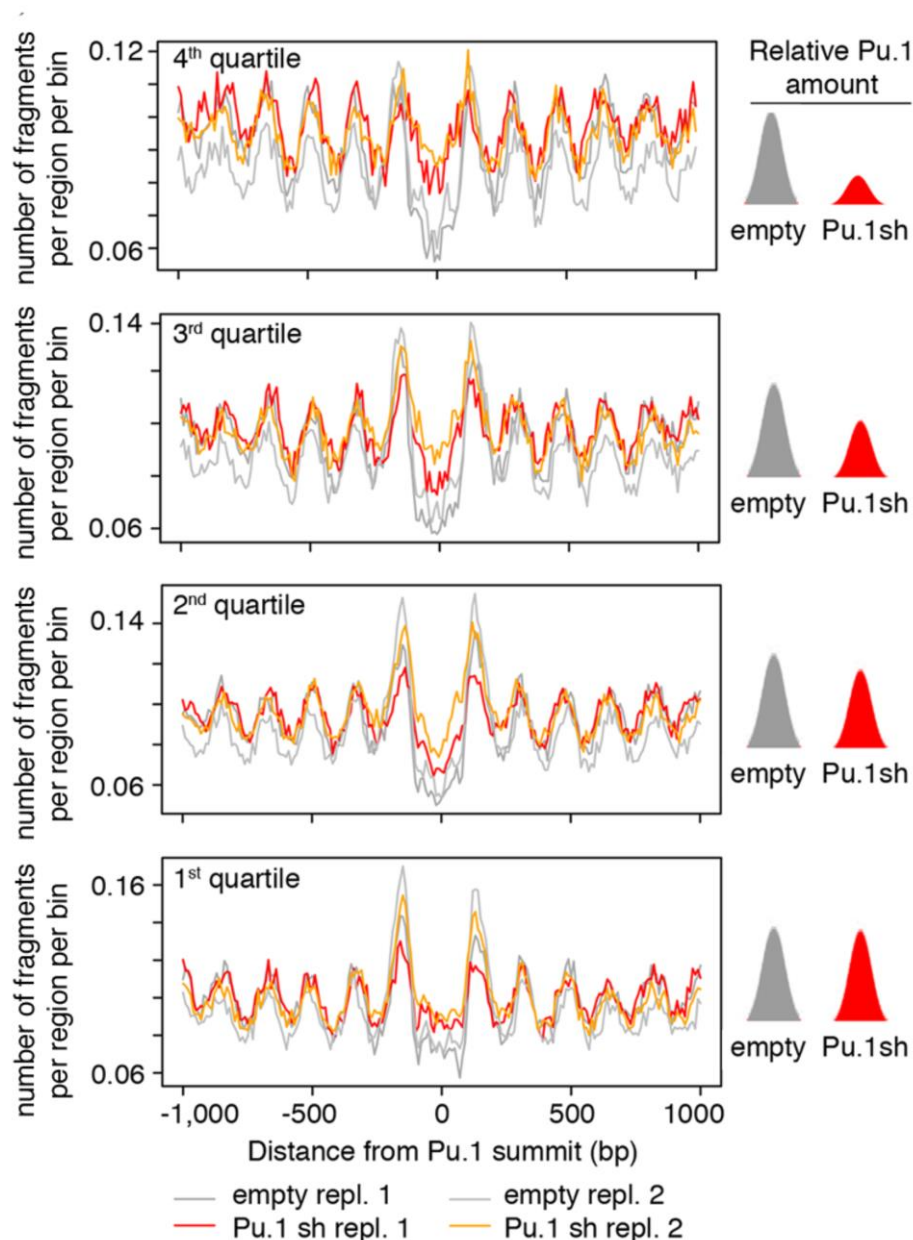 number of fragments
per region per bin
0.12
0.06
4th quartile
Relative Pu.1
amount
empty Pu.1sh
number of fragments
per region per bin
0.14
0.06
3rd quartile
empty Pu.1sh
number of fragments
per region per bin
0.14
0.06
2nd quartile
empty Pu.1sh
number of fragments
per region per bin
0.16
0.06
1st quartile
empty Pu.1sh
-1,000 -500 0 500 1000
Distance from Pu.1 summit (bp)
empty repl. 1 empty repl. 2
Pu.1 sh repl. 1 Pu.1 sh repl. 2